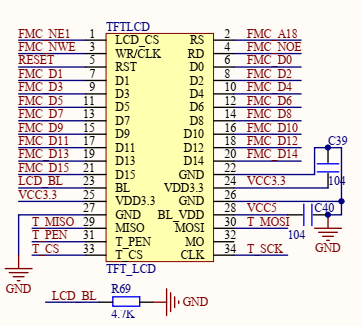 TFTLCD
FMC_NE1 1 LCD_CS RS 2 FMC_A18
FMC_NWE 3 WR/CLK RD 4 FMC_NOE
RESET 5 RST D0 6 FMC_D0
FMC_D1 7 D1 D2 8 FMC_D2
FMC_D3 9 D3 D4 10 FMC_D4
FMC_D5 11 D5 D6 12 FMC_D6
FMC_D7 13 D7 D8 14 FMC_D8
FMC_D9 15 D9 D10 16 FMC_D10
FMC_D11 17 D11 D12 18 FMC_D12 C39
FMC_D13 19 D13 D14 20 FMC_D14
FMC_D15 21 D15 GND 22
LCD_BL 23 BL VDD3.3 24 VCC3.3 104
VCC3.3 25 VDD3.3 GND 26
27 GND BL_VDD 28 VCC5 C40
T_MISO 29 MISO MOSI 30 T_MOSI
T_PEN 31 T_PEN MO 32 104 GND
T_CS 33 T_CS CLK 34 T_SCK
TFT_LCD
GND
LCD_BL R69 GND
4.7K